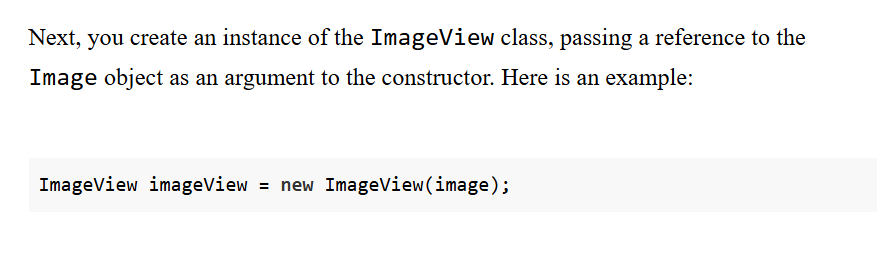 Next, you create an instance of the ImageView class, passing a reference to the
Image object as an argument to the constructor. Here is an example:
ImageView imageView = new ImageView(image);